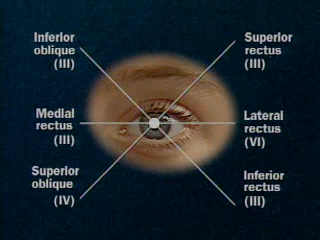 Inferior
oblique
(III)
Superior
rectus
(III)
Medial
rectus
(III)
Lateral
rectus
(VI)
Superior
oblique
(IV)
Inferior
rectus
(III)